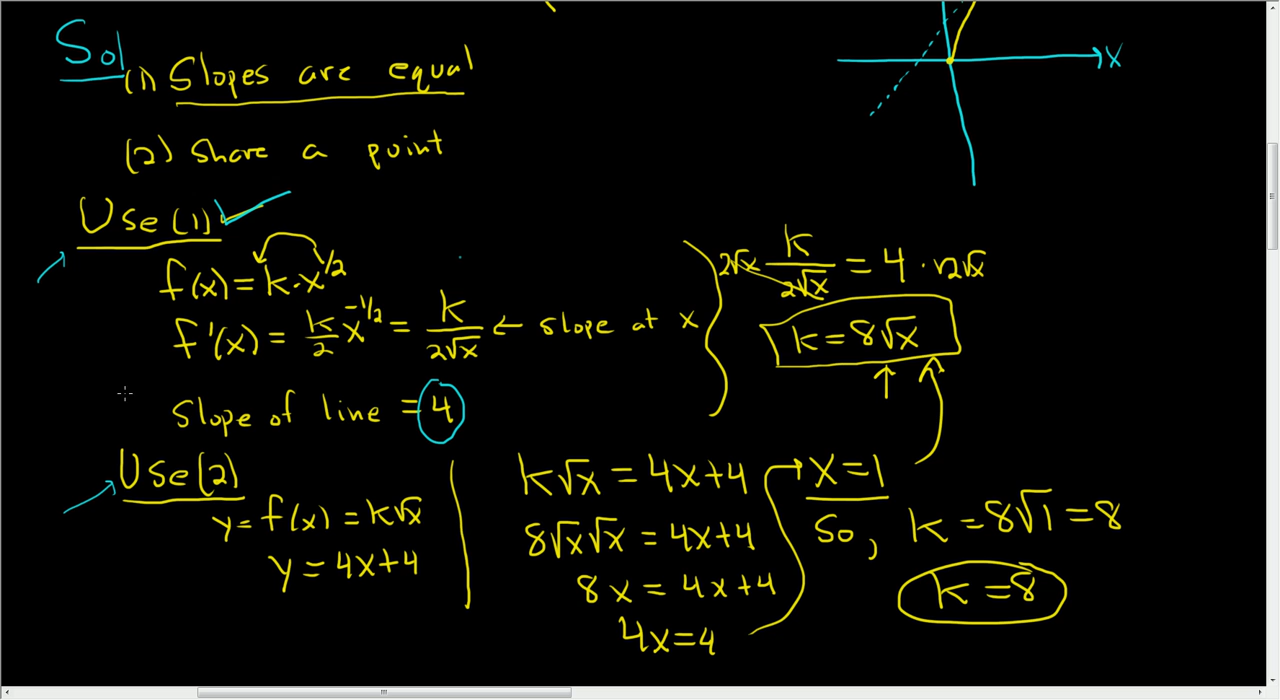 Sol
X
(1) Slopes are equal
(2) Share a point
Use (1) ✓
f(x) = k·x^1/2
f'(x) = k/2 x^-1/2 = k/2√x ← slope at x
Slope of line = 4
2√x k/2√x = 4 · 2√x
k = 8√x
Use (2)
y = f(x) = k√x
y = 4x+4
k√x = 4x+4
8√x√x = 4x+4
8x = 4x+4
4x = 4
→ x = 1
So, k = 8√1 = 8
k = 8